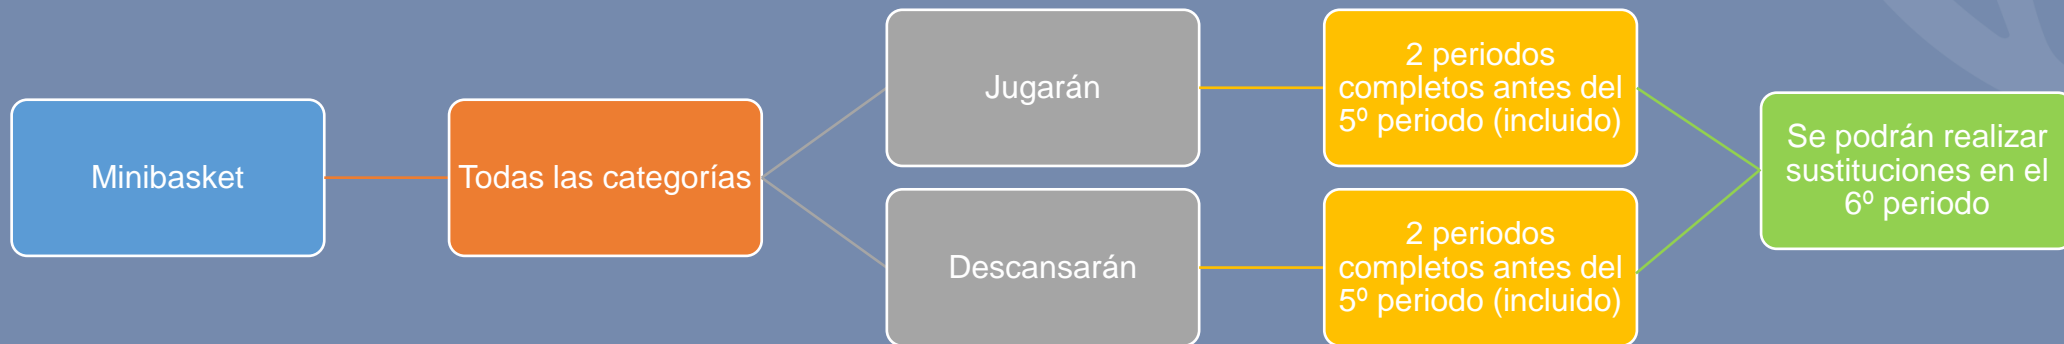 Minibasket
Todas las categorías
Jugarán
2 periodos
completos antes del
5º periodo (incluido)
Descansarán
2 periodos
completos antes del
5º periodo (incluido)
Se podrán realizar
sustituciones en el
6º periodo